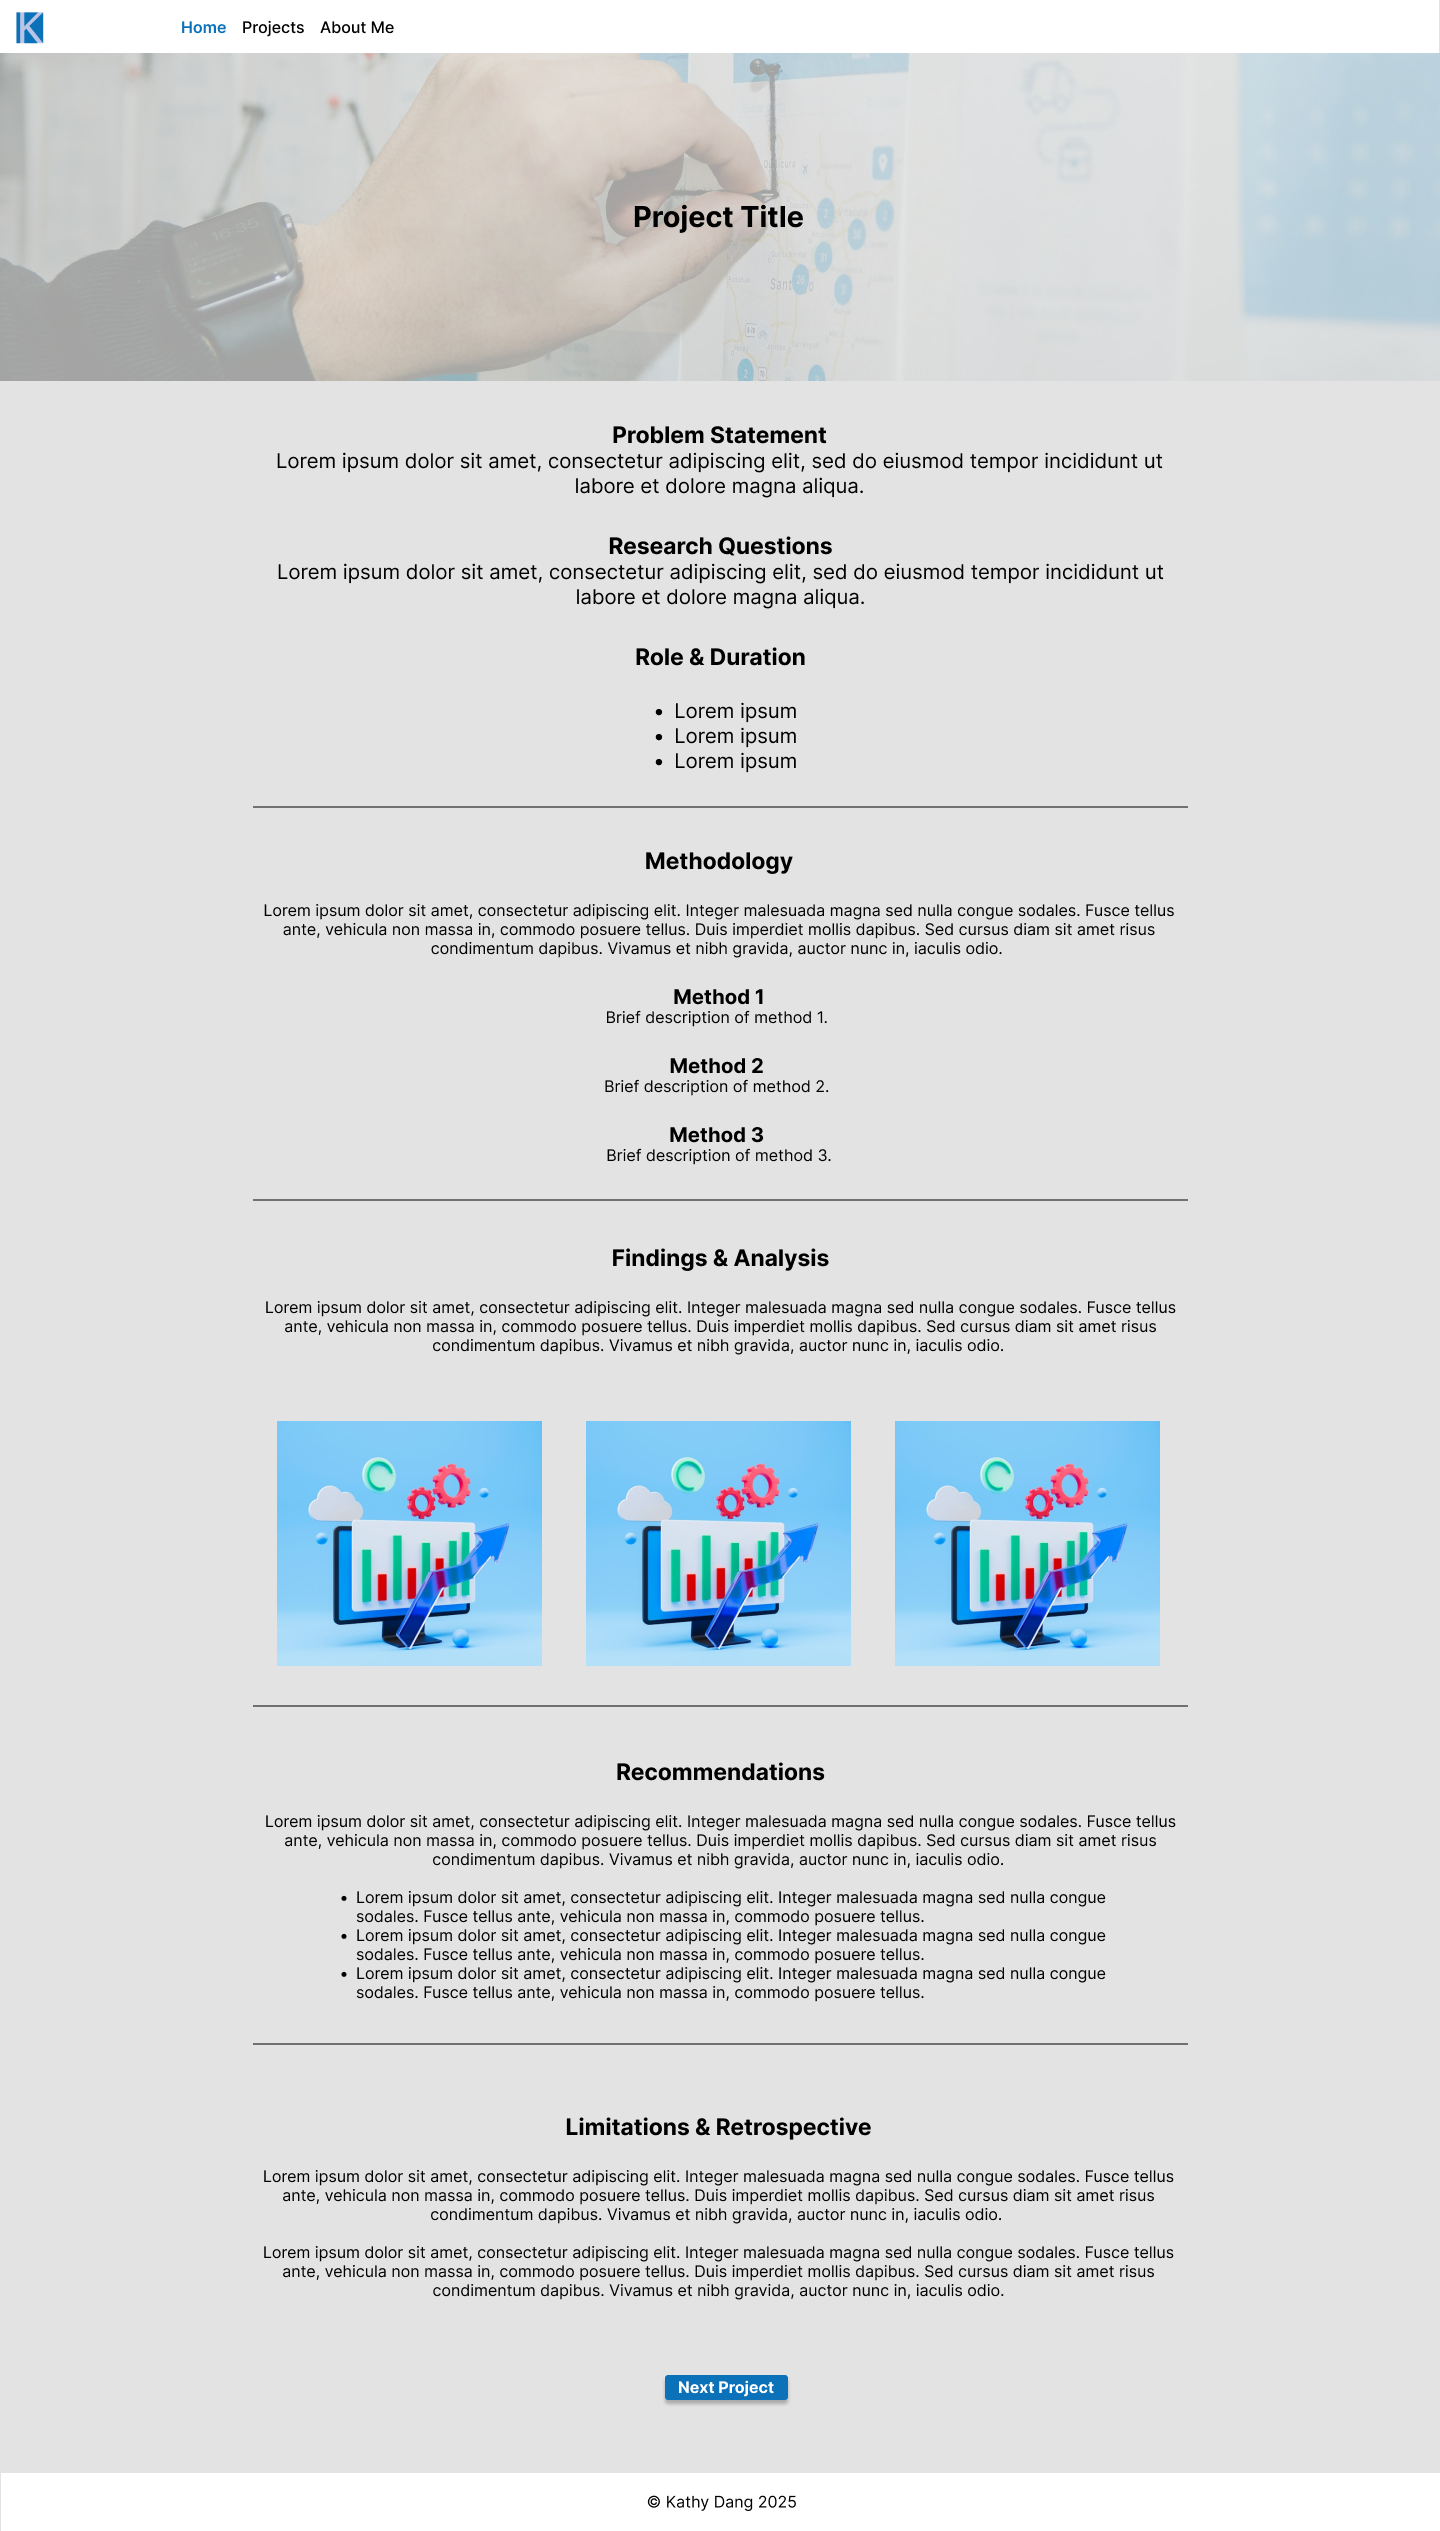 K
Home Projects About Me
Project Title
Problem Statement
Lorem ipsum dolor sit amet, consectetur adipiscing elit, sed do eiusmod tempor incididunt ut
labore et dolore magna aliqua.
Research Questions
Lorem ipsum dolor sit amet, consectetur adipiscing elit, sed do eiusmod tempor incididunt ut
labore et dolore magna aliqua.
Role & Duration
• Lorem ipsum
• Lorem ipsum
• Lorem ipsum
Methodology
Lorem ipsum dolor sit amet, consectetur adipiscing elit. Integer malesuada magna sed nulla congue sodales. Fusce tellus
ante, vehicula non massa in, commodo posuere tellus. Duis imperdiet mollis dapibus. Sed cursus diam sit amet risus
condimentum dapibus. Vivamus et nibh gravida, auctor nunc in, iaculis odio.
Method 1
Brief description of method 1.
Method 2
Brief description of method 2.
Method 3
Brief description of method 3.
Findings & Analysis
Lorem ipsum dolor sit amet, consectetur adipiscing elit. Integer malesuada magna sed nulla congue sodales. Fusce tellus
ante, vehicula non massa in, commodo posuere tellus. Duis imperdiet mollis dapibus. Sed cursus diam sit amet risus
condimentum dapibus. Vivamus et nibh gravida, auctor nunc in, iaculis odio.
Recommendations
Lorem ipsum dolor sit amet, consectetur adipiscing elit. Integer malesuada magna sed nulla congue sodales. Fusce tellus
ante, vehicula non massa in, commodo posuere tellus. Duis imperdiet mollis dapibus. Sed cursus diam sit amet risus
condimentum dapibus. Vivamus et nibh gravida, auctor nunc in, iaculis odio.
• Lorem ipsum dolor sit amet, consectetur adipiscing elit. Integer malesuada magna sed nulla congue
sodales. Fusce tellus ante, vehicula non massa in, commodo posuere tellus.
• Lorem ipsum dolor sit amet, consectetur adipiscing elit. Integer malesuada magna sed nulla congue
sodales. Fusce tellus ante, vehicula non massa in, commodo posuere tellus.
• Lorem ipsum dolor sit amet, consectetur adipiscing elit. Integer malesuada magna sed nulla congue
sodales. Fusce tellus ante, vehicula non massa in, commodo posuere tellus.
Limitations & Retrospective
Lorem ipsum dolor sit amet, consectetur adipiscing elit. Integer malesuada magna sed nulla congue sodales. Fusce tellus
ante, vehicula non massa in, commodo posuere tellus. Duis imperdiet mollis dapibus. Sed cursus diam sit amet risus
condimentum dapibus. Vivamus et nibh gravida, auctor nunc in, iaculis odio.
Lorem ipsum dolor sit amet, consectetur adipiscing elit. Integer malesuada magna sed nulla congue sodales. Fusce tellus
ante, vehicula non massa in, commodo posuere tellus. Duis imperdiet mollis dapibus. Sed cursus diam sit amet risus
condimentum dapibus. Vivamus et nibh gravida, auctor nunc in, iaculis odio.
Next Project
© Kathy Dang 2025